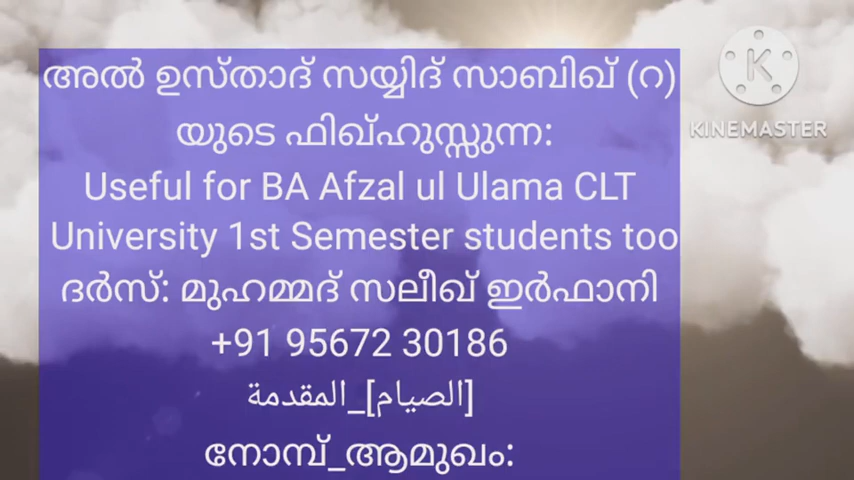 അൽ ഉസ്താദ് സയ്യിദ് സാബിഖ് (റ)
യുടെ ഫിഖ്ഹുസ്സുന്ന:
Useful for BA Afzal ul Ulama CLT
University 1st Semester students too
ദർസ്: മുഹമ്മദ് സലീഖ് ഇർഫാനി
+91 95672 30186
[الصيام]_المقدمة
നോമ്പ്_ആമുഖം:
KINEMASTER